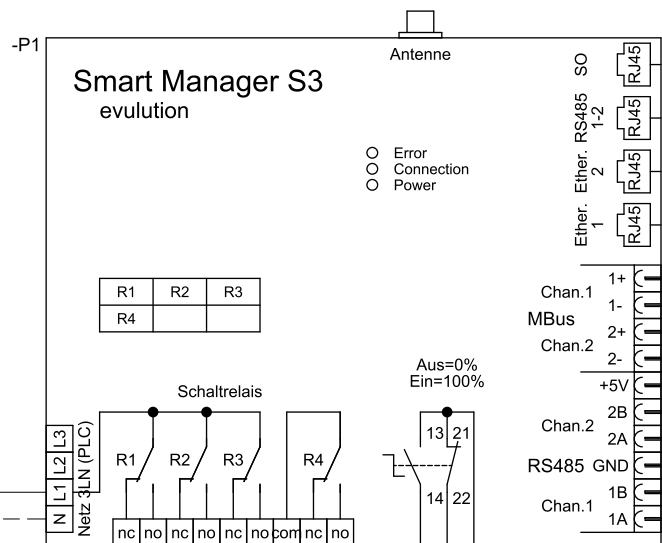 -P1
Antenne
Smart Manager S3
evulution
SO
RJ45
RS485
1-2
RJ45
Ether.
2
RJ45
Ether.
1
RJ45
Error
Connection
Power
R1 R2 R3
R4
Chan.1
1+
1-
MBus
Chan.2
2+
2-
+5V
Chan.2
2B
2A
RS485 GND
Chan.1
1B
1A
Aus=0%
Ein=100%
13 21
14 22
Schaltrelais
R1 R2 R3 R4
L3
L2
L1
N
Netz 3LN (PLC)
nc no nc no nc no com nc no